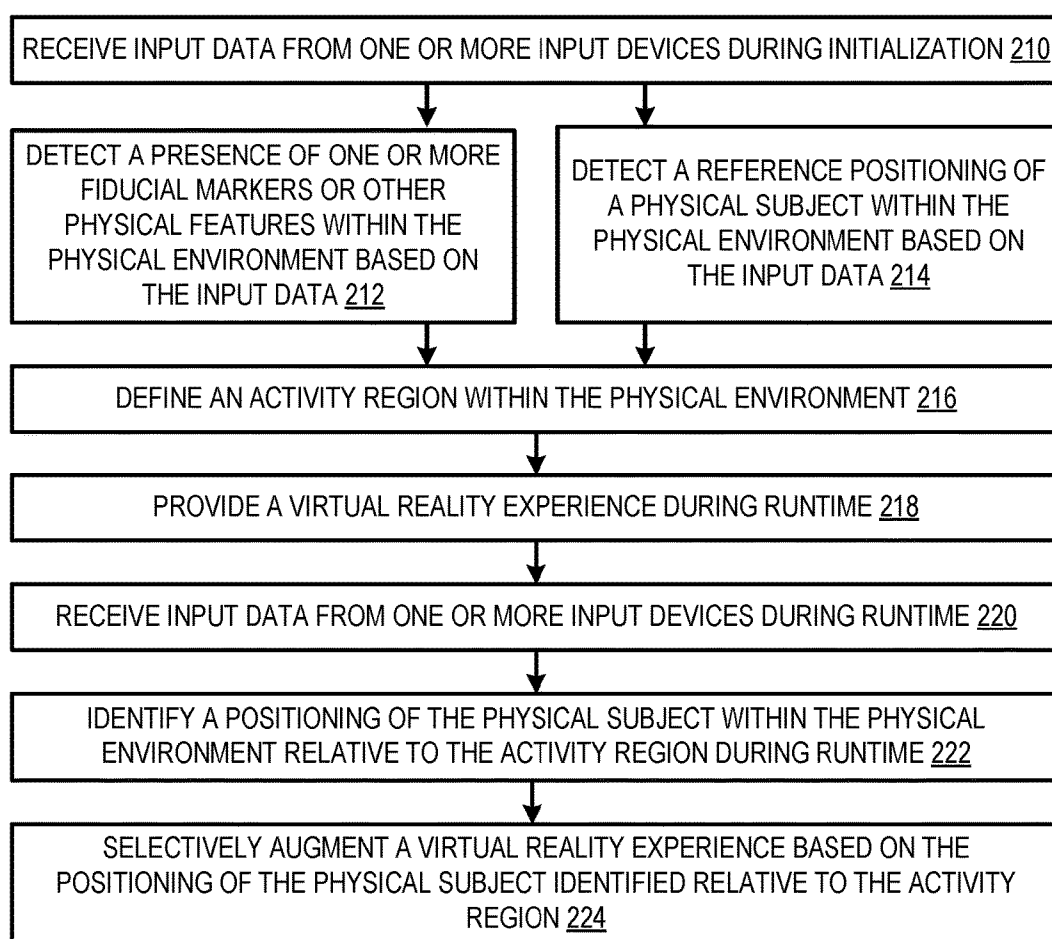 RECEIVE INPUT DATA FROM ONE OR MORE INPUT DEVICES DURING INITIALIZATION 210
DETECT A PRESENCE OF ONE OR MORE
FIDUCIAL MARKERS OR OTHER
PHYSICAL FEATURES WITHIN THE
PHYSICAL ENVIRONMENT BASED ON
THE INPUT DATA 212
DETECT A REFERENCE POSITIONING OF
A PHYSICAL SUBJECT WITHIN THE
PHYSICAL ENVIRONMENT BASED ON
THE INPUT DATA 214
DEFINE AN ACTIVITY REGION WITHIN THE PHYSICAL ENVIRONMENT 216
PROVIDE A VIRTUAL REALITY EXPERIENCE DURING RUNTIME 218
RECEIVE INPUT DATA FROM ONE OR MORE INPUT DEVICES DURING RUNTIME 220
IDENTIFY A POSITIONING OF THE PHYSICAL SUBJECT WITHIN THE PHYSICAL
ENVIRONMENT RELATIVE TO THE ACTIVITY REGION DURING RUNTIME 222
SELECTIVELY AUGMENT A VIRTUAL REALITY EXPERIENCE BASED ON THE
POSITIONING OF THE PHYSICAL SUBJECT IDENTIFIED RELATIVE TO THE ACTIVITY
REGION 224